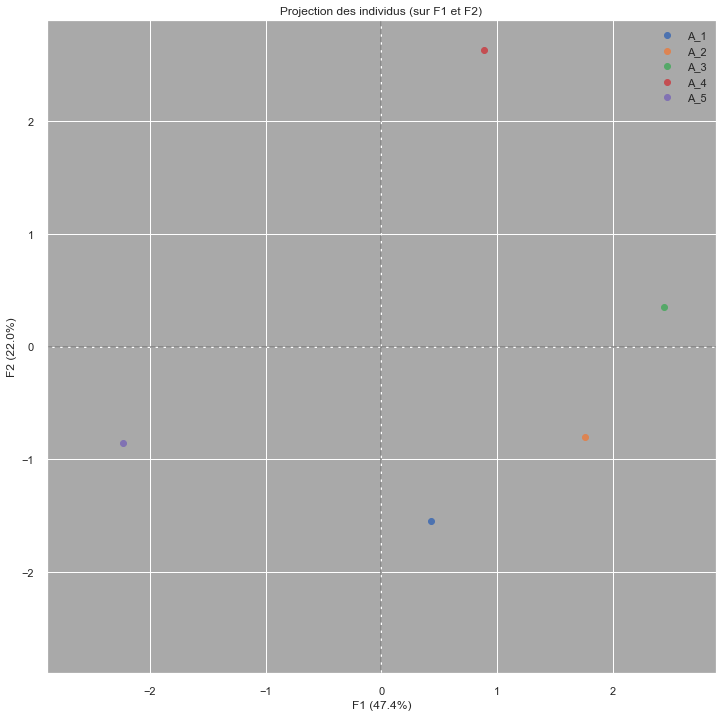 Projection des individus (sur F1 et F2)
A_1
A_2
A_3
A_4
A_5
2
1
0
−1
−2
F2 (22.0%)
−2
−1
0
1
2
F1 (47.4%)